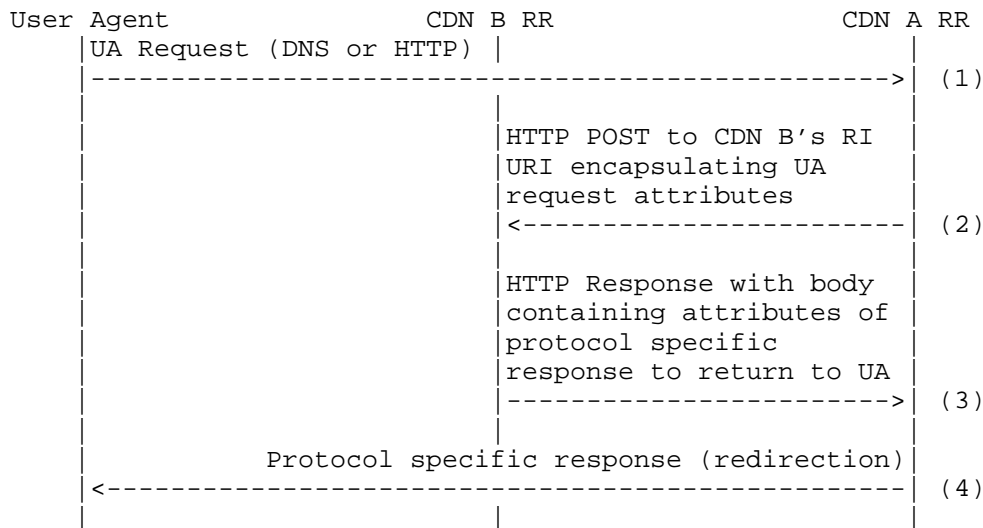 User Agent CDN B RR CDN A RR
UA Request (DNS or HTTP)
(1)
HTTP POST to CDN B's RI
URI encapsulating UA
request attributes
(2)
HTTP Response with body
containing attributes of
protocol specific
response to return to UA
(3)
Protocol specific response (redirection)
(4)